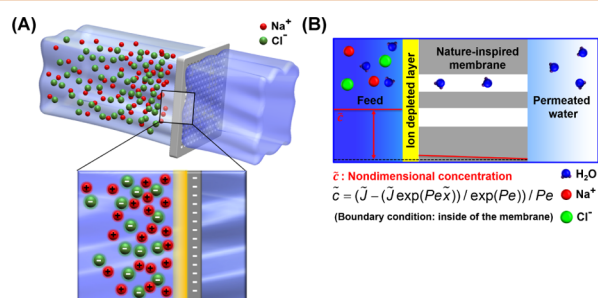 (A)
Na⁺
Cl⁻
(B)
Nature-inspired
membrane
Ion depleted layer
Feed
Permeated
water
c̃
c̃ : Nondimensional concentration
H₂O
c̃ = (J̃ − (J̃ exp(Pex̃)) / exp(Pe)) / Pe
Na⁺
(Boundary condition: inside of the membrane)
Cl⁻